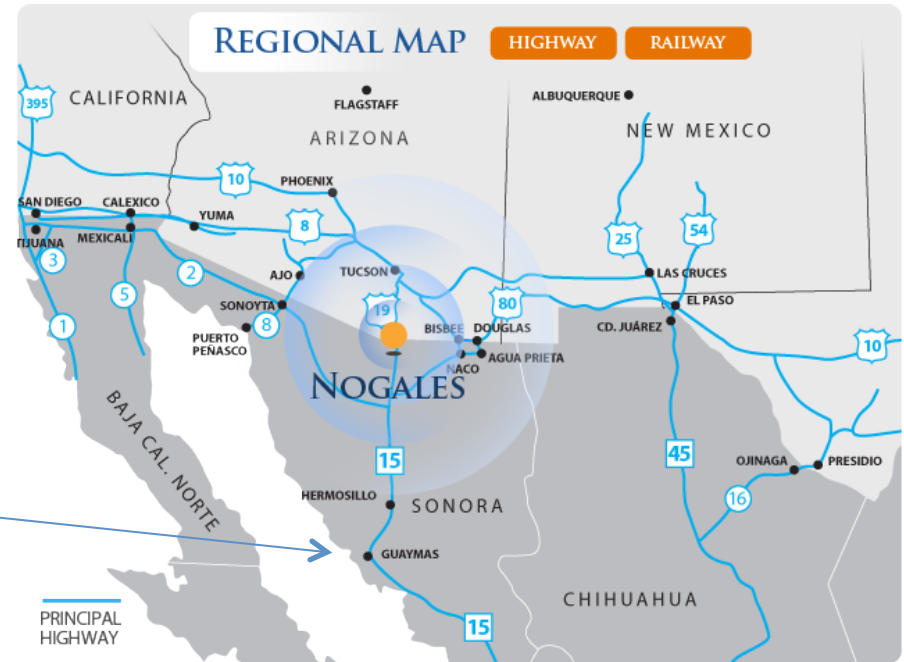 REGIONAL MAP
HIGHWAY
RAILWAY
395
CALIFORNIA
FLAGSTAFF
ARIZONA
ALBUQUERQUE
NEW MEXICO
10
PHOENIX
SAN DIEGO
CALEXICO
YUMA
8
25
54
TIJUANA
MEXICALI
3
2
AJO
TUCSON
LAS CRUCES
5
SONOYTA
19
80
EL PASO
1
8
BISBEE
DOUGLAS
CD. JUÁREZ
PUERTO
PEÑASCO
NACO
AGUA PRIETA
10
NOGALES
BAJA CAL. NORTE
15
45
OJINAGA
PRESIDIO
HERMOSILLO
SONORA
16
GUAYMAS
CHIHUAHUA
PRINCIPAL
HIGHWAY
15